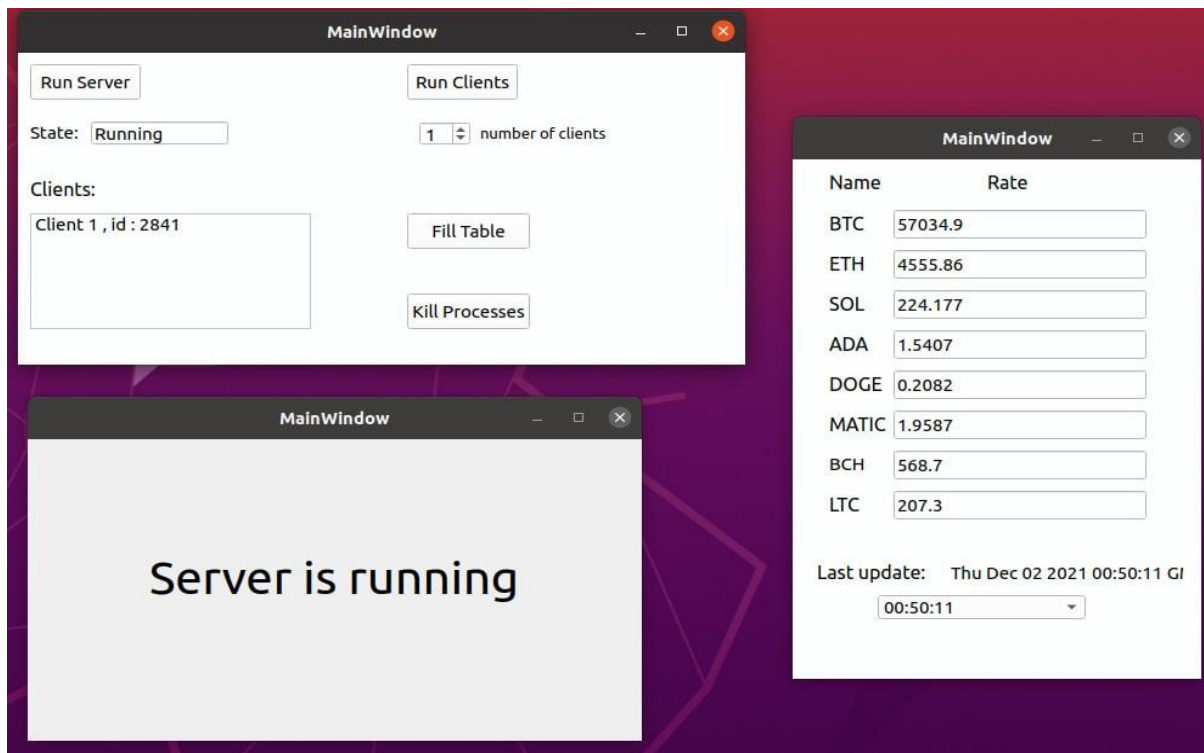 MainWindow
Run Server
Run Clients
State: Running
1 number of clients
Clients:
Client 1 , id : 2841
Fill Table
Kill Processes
MainWindow
Server is running
MainWindow
Name Rate
BTC 57034.9
ETH 4555.86
SOL 224.177
ADA 1.5407
DOGE 0.2082
MATIC 1.9587
BCH 568.7
LTC 207.3
Last update: Thu Dec 02 2021 00:50:11
00:50:11